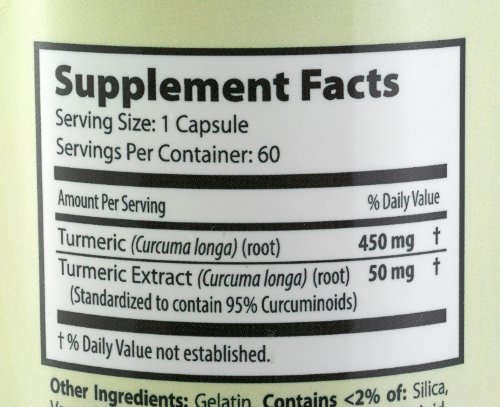 Supplement Facts
Serving Size: 1 Capsule
Servings Per Container: 60
Amount Per Serving % Daily Value
Turmeric (Curcuma longa) (root) 450 mg †
Turmeric Extract (Curcuma longa) (root) 50 mg †
(Standardized to contain 95% Curcuminoids)
† % Daily Value not established.
Other Ingredients: Gelatin. Contains <2% of: Silica,